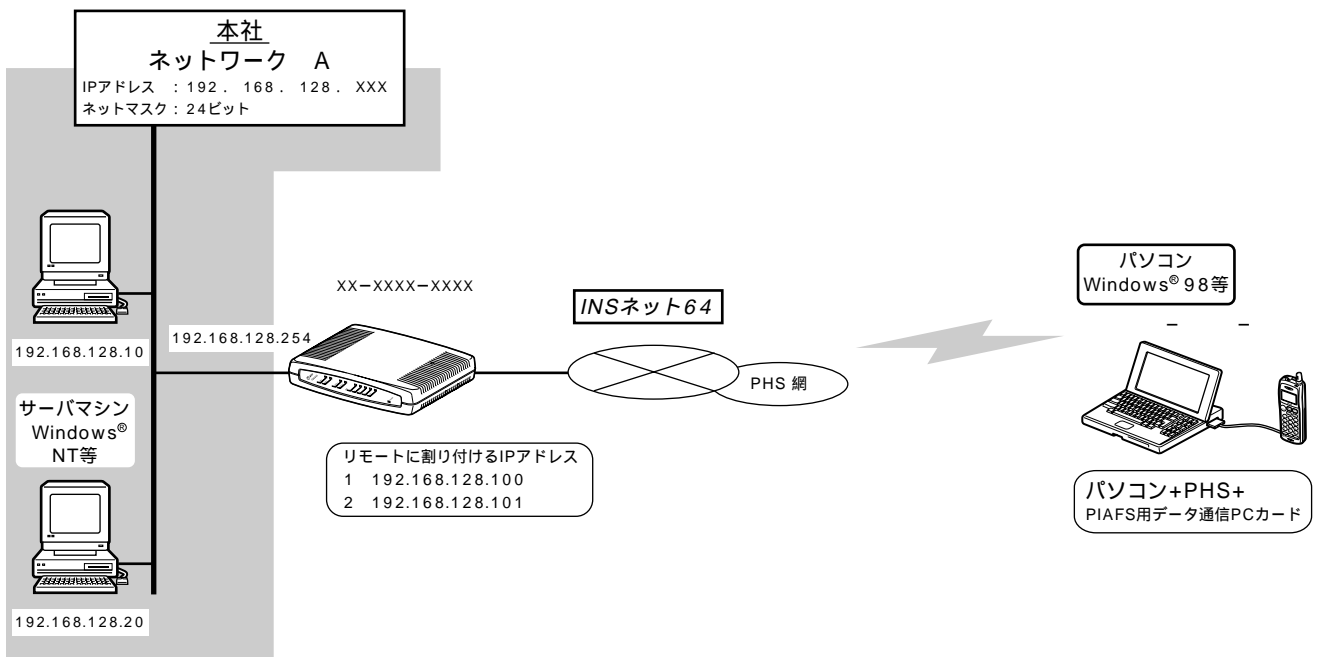 本社
ネットワーク　A
IPアドレス　：192．168．128．XXX
ネットマスク：24ビット
192.168.128.10
サーバマシン
Windows®
NT等
192.168.128.20
192.168.128.254
XX−XXXX−XXXX
リモートに割り付けるIPアドレス
1　192.168.128.100
2　192.168.128.101
INSネット64
PHS 網
パソコン
Windows® 98等
−　　−
パソコン+PHS+
PIAFS用データ通信PCカード